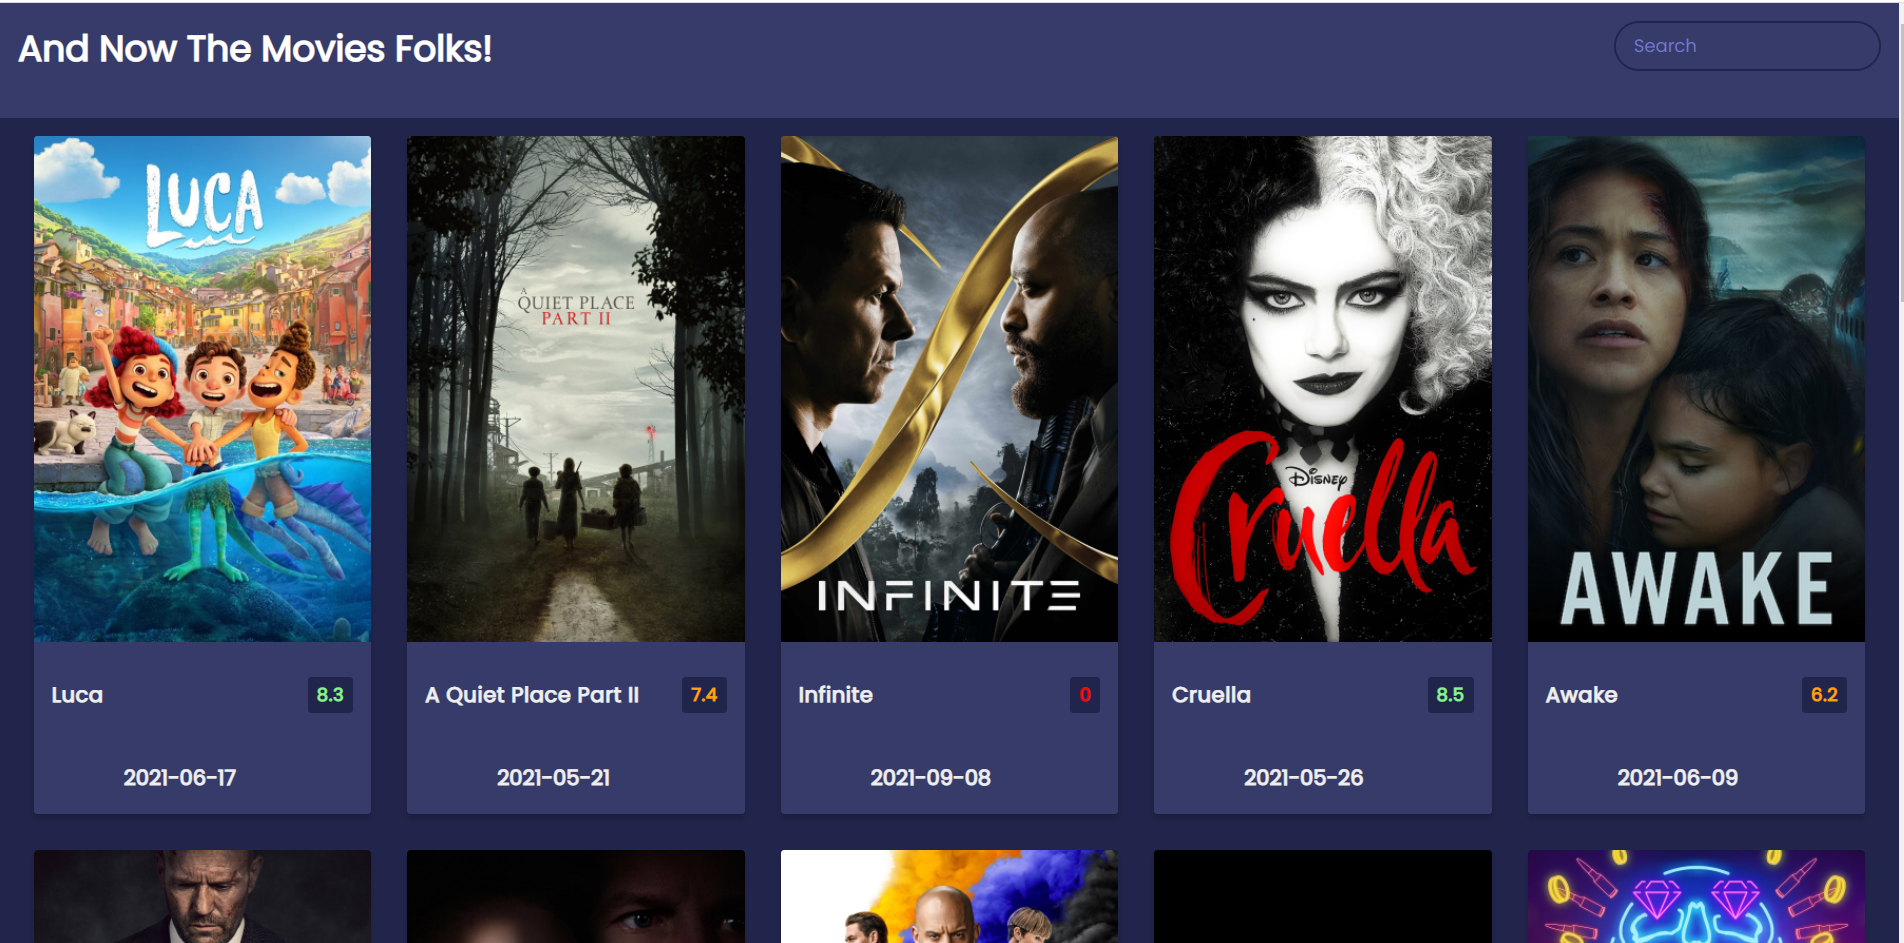 And Now The Movies Folks!
Search
LUCA
A
QUIET PLACE
PART II
INFINITE
Disney
Cruella
AWAKE
Luca
8.3
A Quiet Place Part II
7.4
Infinite
0
Cruella
8.5
Awake
6.2
2021-06-17
2021-05-21
2021-09-08
2021-05-26
2021-06-09